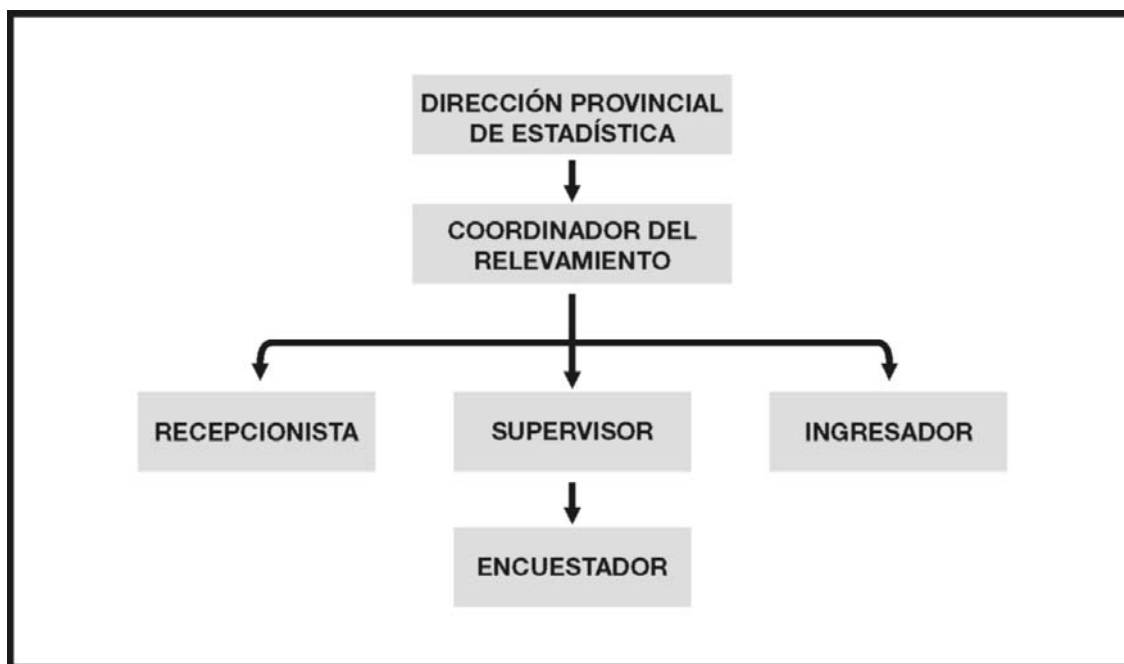 DIRECCIÓN PROVINCIAL
DE ESTADÍSTICA
COORDINADOR DEL
RELEVAMIENTO
RECEPCIONISTA
SUPERVISOR
INGRESADOR
ENCUESTADOR